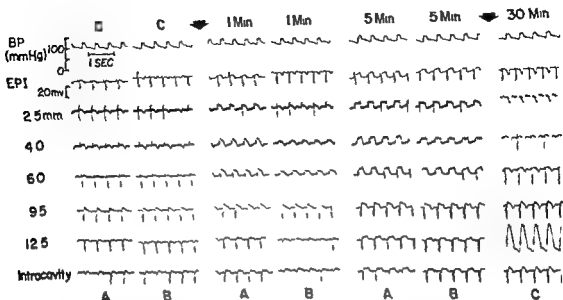 C 1 Min 1 Min 5 Min 5 Min 30 Min
BP
(mmHg)
100
0
1 SEC
EPI
20mv
2.5mm
4.0
6.0
9.5
12.5
Intracavity
A B A B A B C